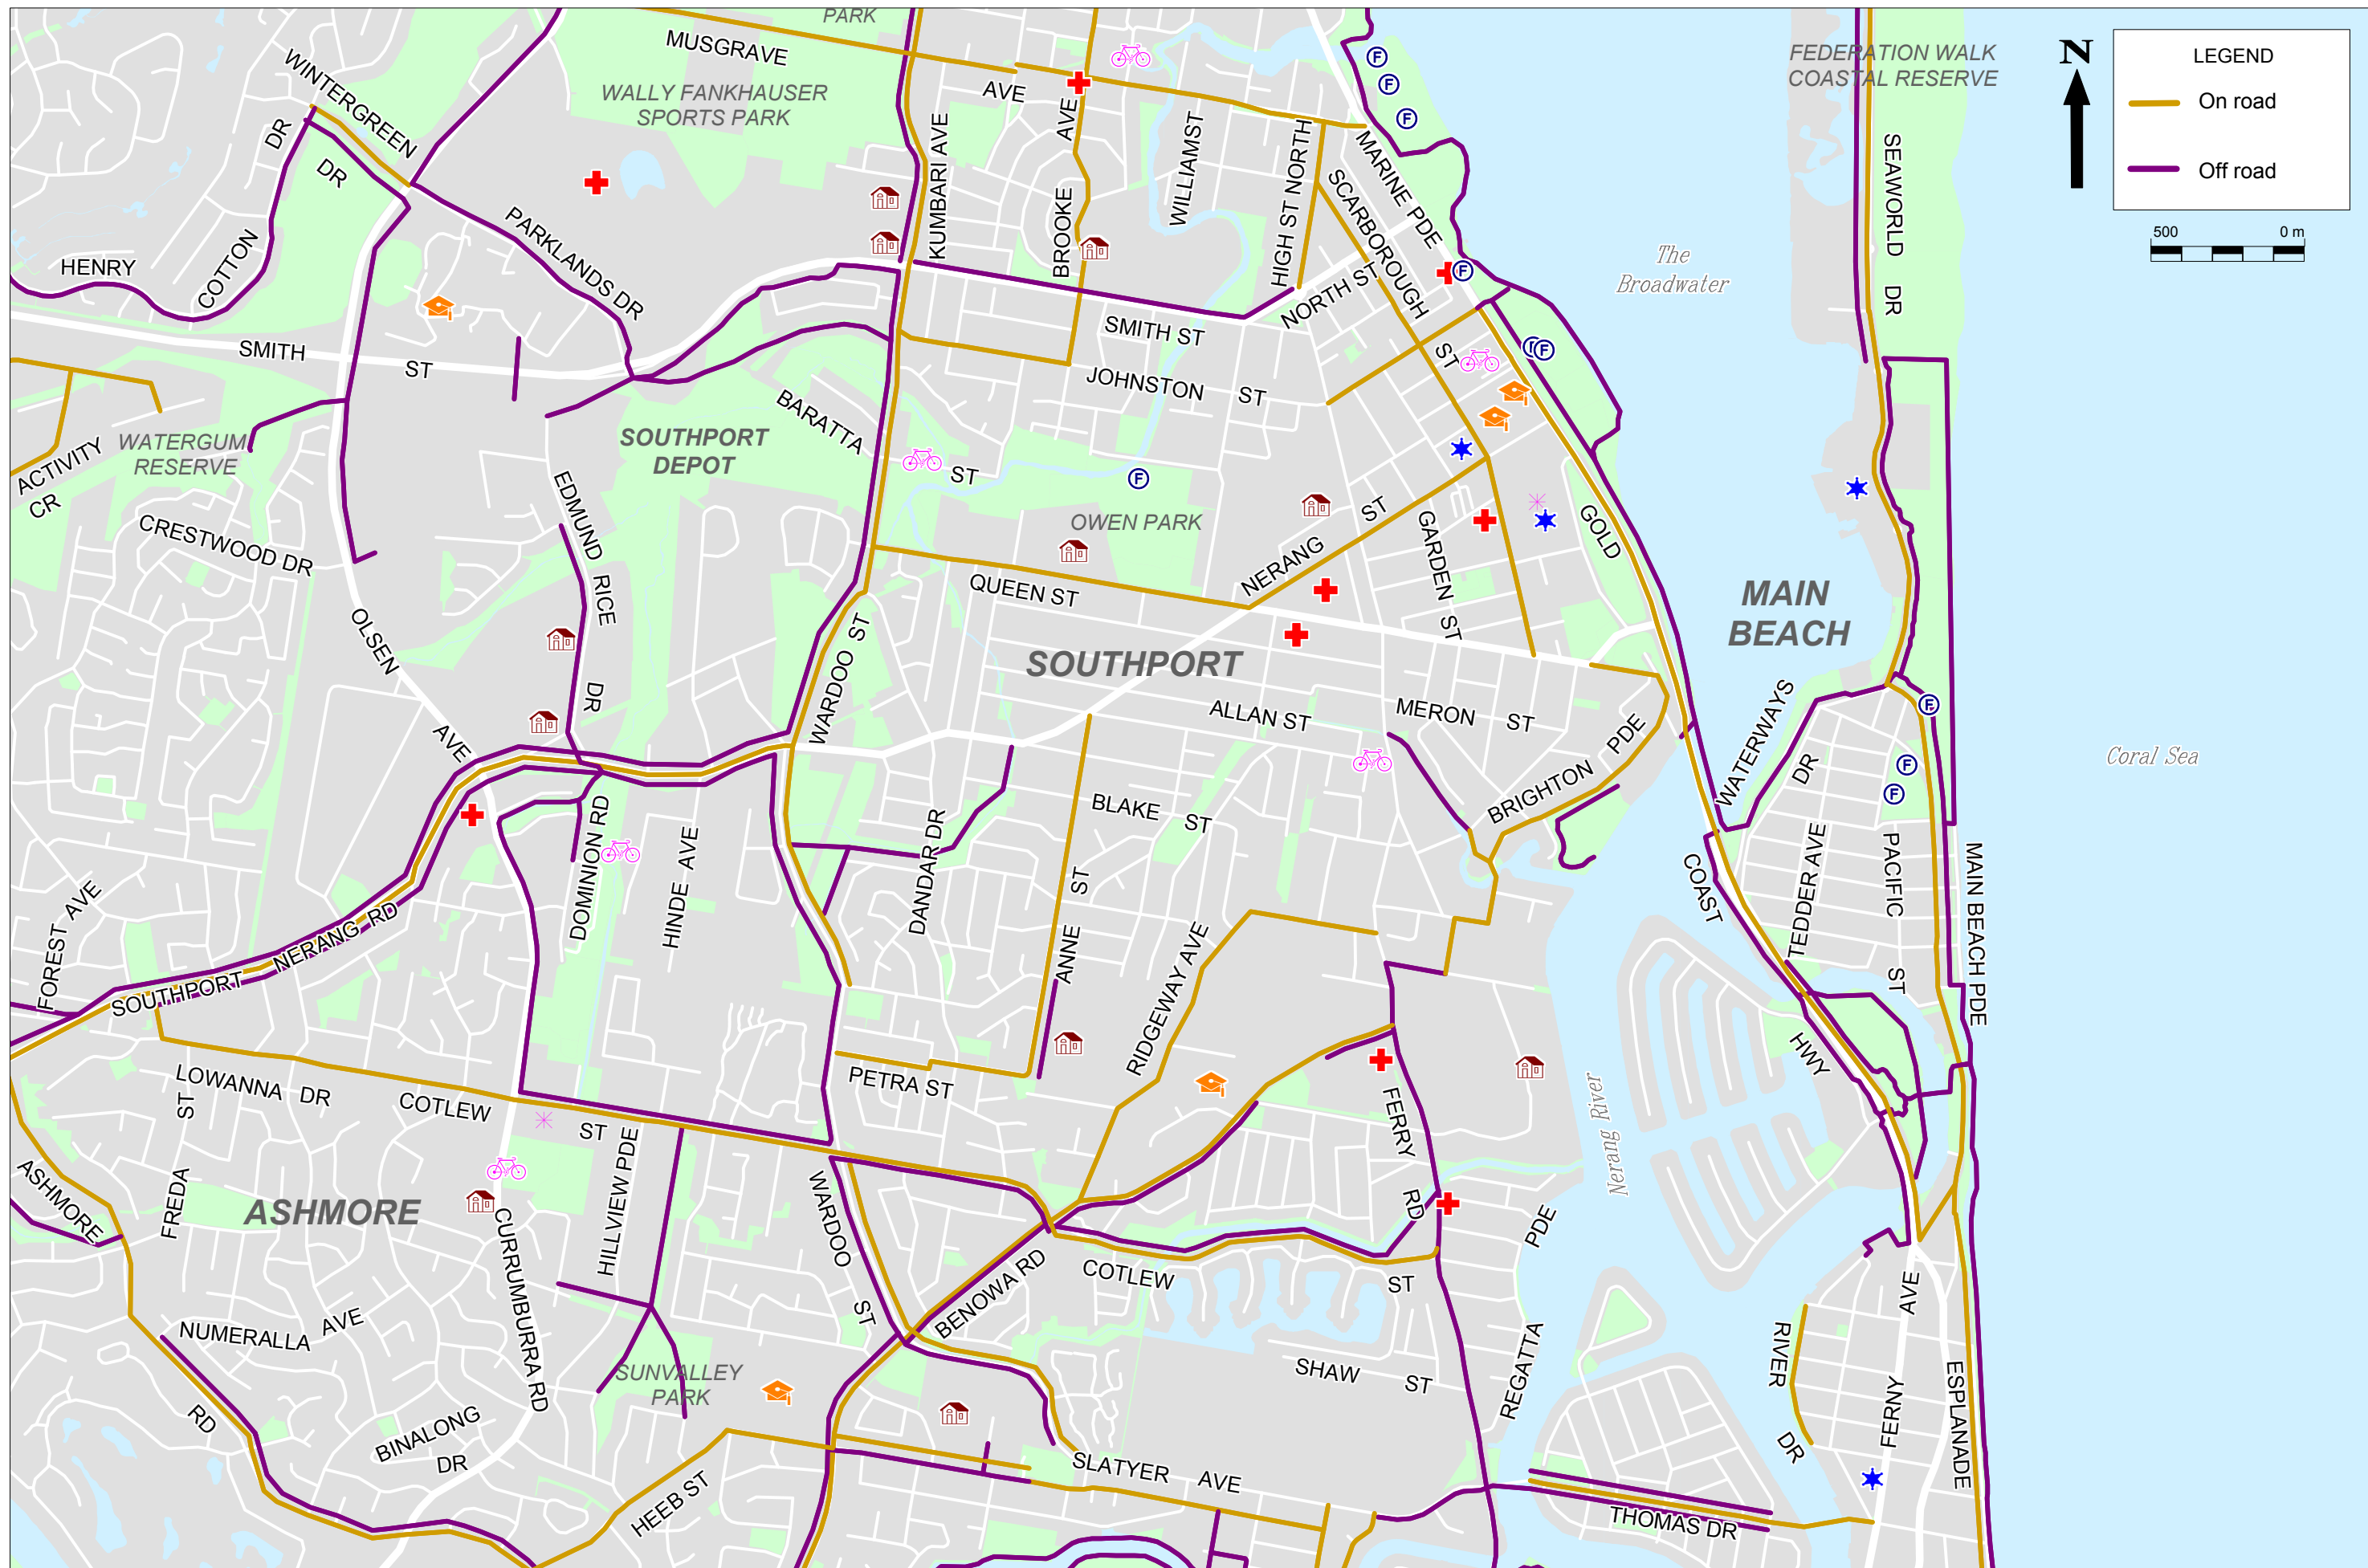 PARK
MUSGRAVE
AVE
WINTERGREEN
DR
WALLY FANKHAUSER
SPORTS PARK
FEDERATION WALK
COASTAL RESERVE
N
LEGEND
On road
Off road
500
0 m
DR
KUMBARI AVE
AVE
BROOKE
WILLIAMST
HIGH ST NORTH
MARINE PDE
SCARBOROUGH
ST
SEAWORLD DR
HENRY
COTTON
PARKLANDS DR
The
Broadwater
NORTH ST
SMITH ST
SMITH
ST
JOHNSTON ST
BARATTA
ST
ACTIVITY
CR
WATERGUM
RESERVE
SOUTHPORT
DEPOT
F
F
F
F
F
F
F
F
F
F
OWEN PARK
CRESTWOOD DR
EDMUND RICE
DR
NERANG
ST
GARDEN ST
GOLD
QUEEN ST
MAIN
BEACH
OLSEN
AVE
WARDOO ST
SOUTHPORT
ALLAN ST
MERON ST
BRIGHTON
PDE
WATERWAYS
DR
Coral Sea
DOMINION RD
HINDE AVE
BLAKE ST
DANDAR DR
ANNE ST
COAST
TEDDER AVE
PACIFIC
ST
MAIN BEACH PDE
FOREST AVE
SOUTHPORT
NERANG RD
RIDGEWAY AVE
HWY
LOWANNA DR
COTLEW
ST
PETRA ST
FERRY
RD
Nerang River
ST
FREDA
ASHMORE
ASHMORE
HILLVIEW PDE
WARDOO
ST
BENOWA RD
COTLEW
ST
PDE
REGATTA
CURRUMBURRA RD
NUMERALLA
AVE
SUNVALLEY
PARK
SHAW ST
RIVER
DR
AVE
FERNY
ESPLANADE
RD
BINALONG
DR
HEEB ST
SLATYER AVE
THOMAS DR